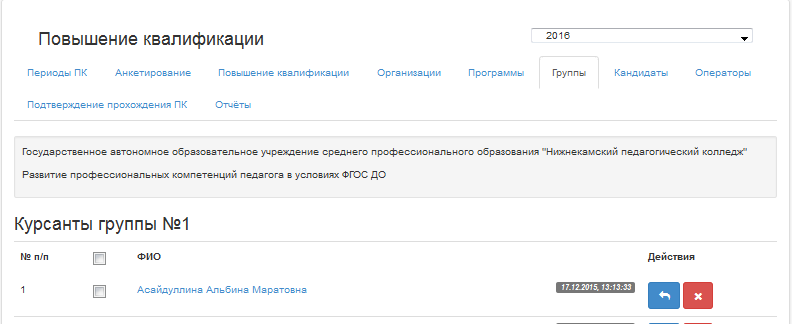 Повышение квалификации 2016
Периоды ПК Анкетирование Повышение квалификации Организации Программы Группы Кандидаты Операторы
Подтверждение прохождения ПК Отчёты
Государственное автономное образовательное учреждение среднего профессионального образования "Нижнекамский педагогический колледж"
Развитие профессиональных компетенций педагога в условиях ФГОС ДО
Курсанты группы №1
№ п/п ФИО Действия
1 Асайдуллина Альбина Маратовна 17.12.2015, 13:13:33